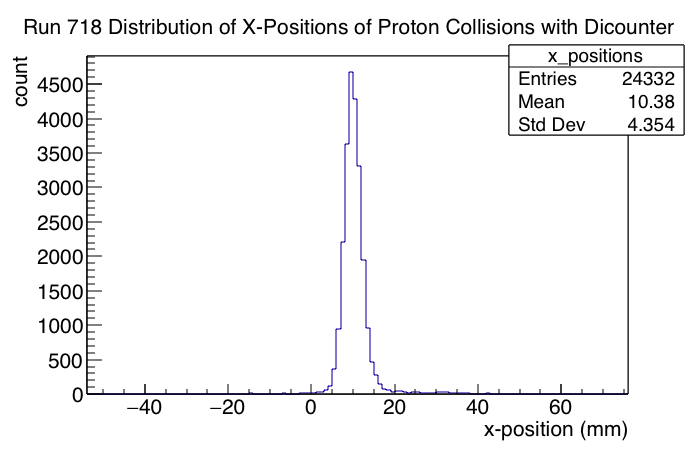 Run 718 Distribution of X-Positions of Proton Collisions with Dicounter
x_positions
Entries 24332
Mean 10.38
Std Dev 4.354
count
4500
4000
3500
3000
2500
2000
1500
1000
500
0
−40 −20 0 20 40 60
x-position (mm)